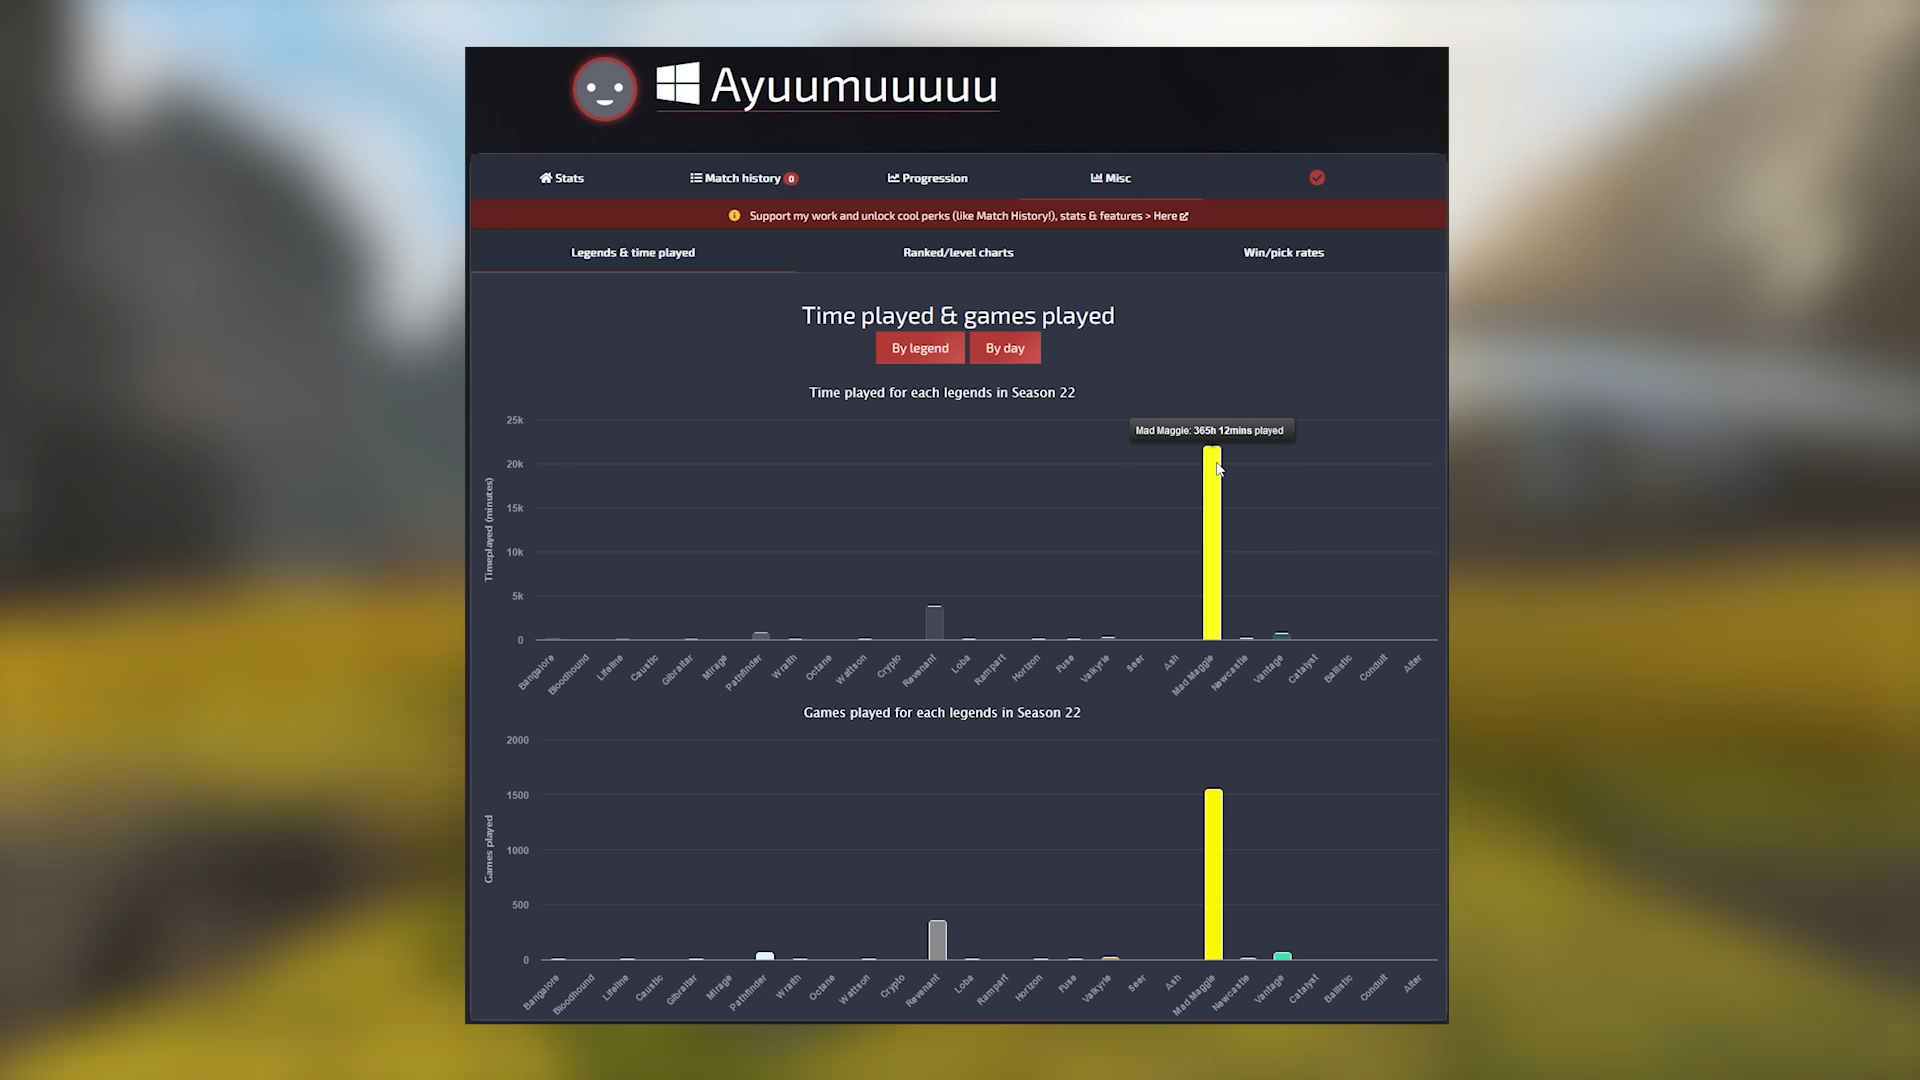 Ayuumuuuuu
Stats
Match history 0
Progression
Misc
Support my work and unlock cool perks (like Match History!), stats & features > Here
Legends & time played
Ranked/level charts
Win/pick rates
Time played & games played
By legend
By day
Time played for each legends in Season 22
Mad Maggie: 365h 12mins played
Timeplayed (minutes)
25k
20k
15k
10k
5k
0
Bangalore
Bloodhound
Lifeline
Caustic
Gibraltar
Mirage
Pathfinder
Wraith
Octane
Wattson
Crypto
Revenant
Loba
Rampart
Horizon
Fuse
Valkyrie
Seer
Ash
Mad Maggie
Newcastle
Vantage
Catalyst
Ballistic
Conduit
Alter
Games played for each legends in Season 22
Games played
2000
1500
1000
500
0
Bangalore
Bloodhound
Lifeline
Caustic
Gibraltar
Mirage
Pathfinder
Wraith
Octane
Wattson
Crypto
Revenant
Loba
Rampart
Horizon
Fuse
Valkyrie
Seer
Ash
Mad Maggie
Newcastle
Vantage
Catalyst
Ballistic
Conduit
Alter